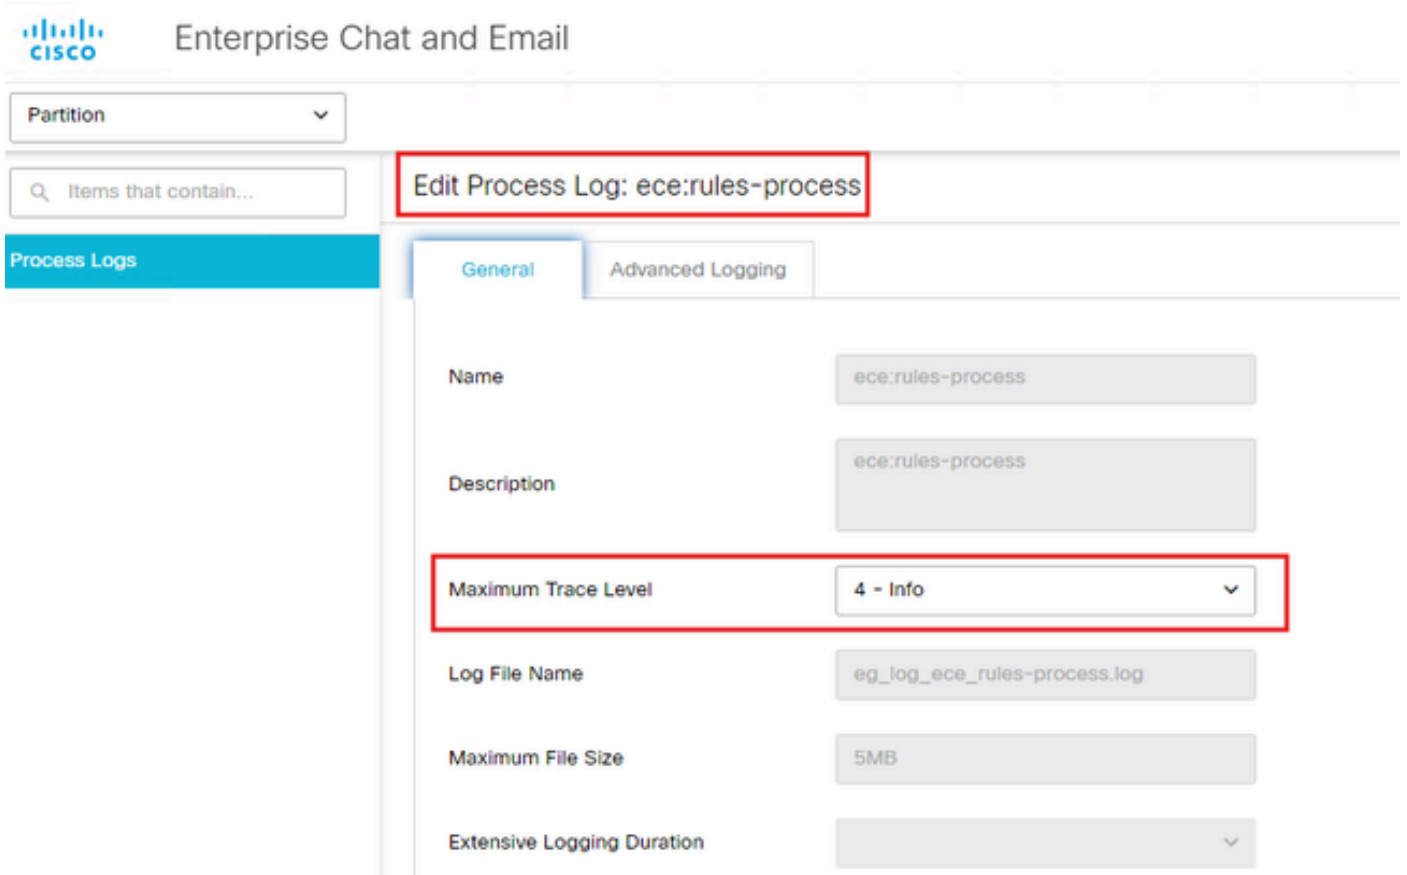 CISCO
Enterprise Chat and Email
Partition
Items that contain...
Process Logs
Edit Process Log: ece:rules-process
General
Advanced Logging
Name
ece:rules-process
Description
ece:rules-process
Maximum Trace Level
4 - Info
Log File Name
eg_log_ece_rules-process.log
Maximum File Size
5MB
Extensive Logging Duration